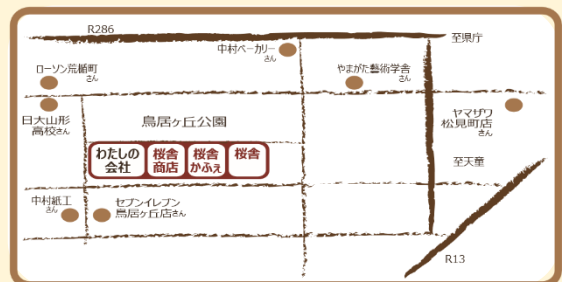 R286
至県庁
中村ベーカリー
さん
ローソン荒楯町
さん
やまがた藝術学舎
さん
日大山形
高校さん
鳥居ヶ丘公園
ヤマザワ
松見町店
さん
わたしの
会社
桜舎
商店
桜舎
かふぇ
桜舎
至天童
中村紙工
さん
セブンイレブン
鳥居ヶ丘店さん
R13